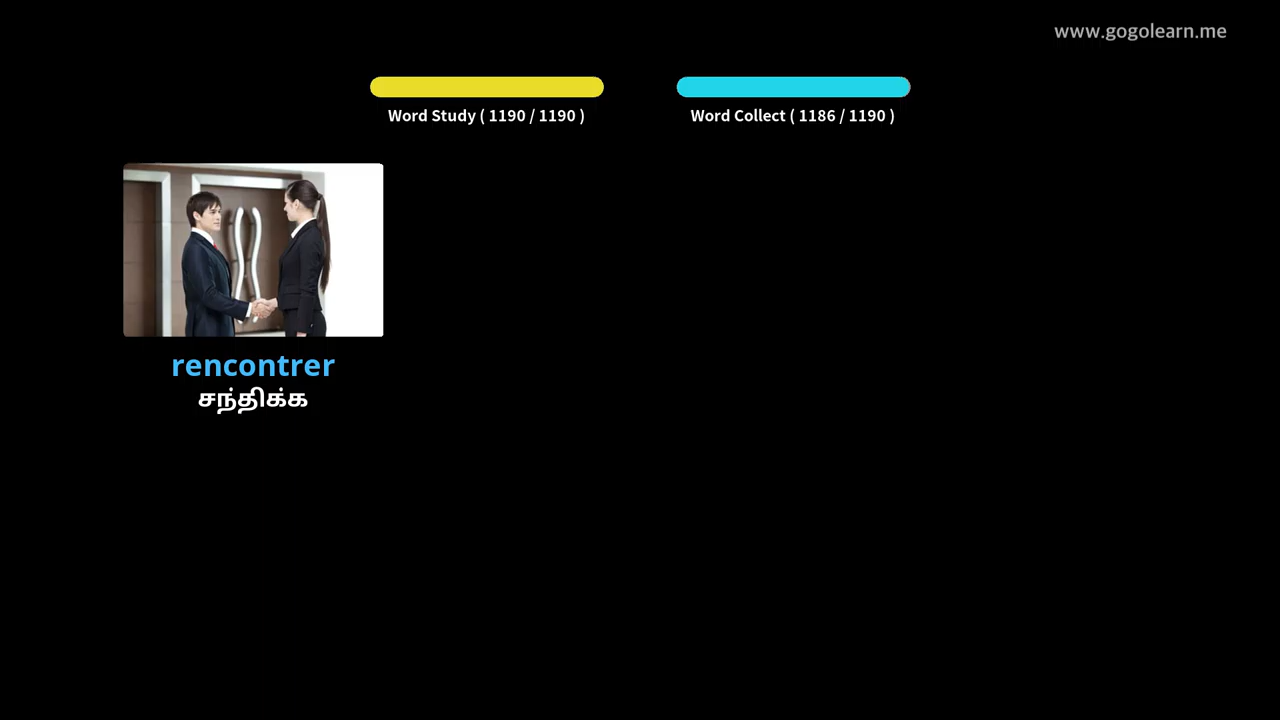 www.gogolearn.me
Word Study ( 1190 / 1190 )
Word Collect ( 1186 / 1190 )
rencontrer
சந்திக்க